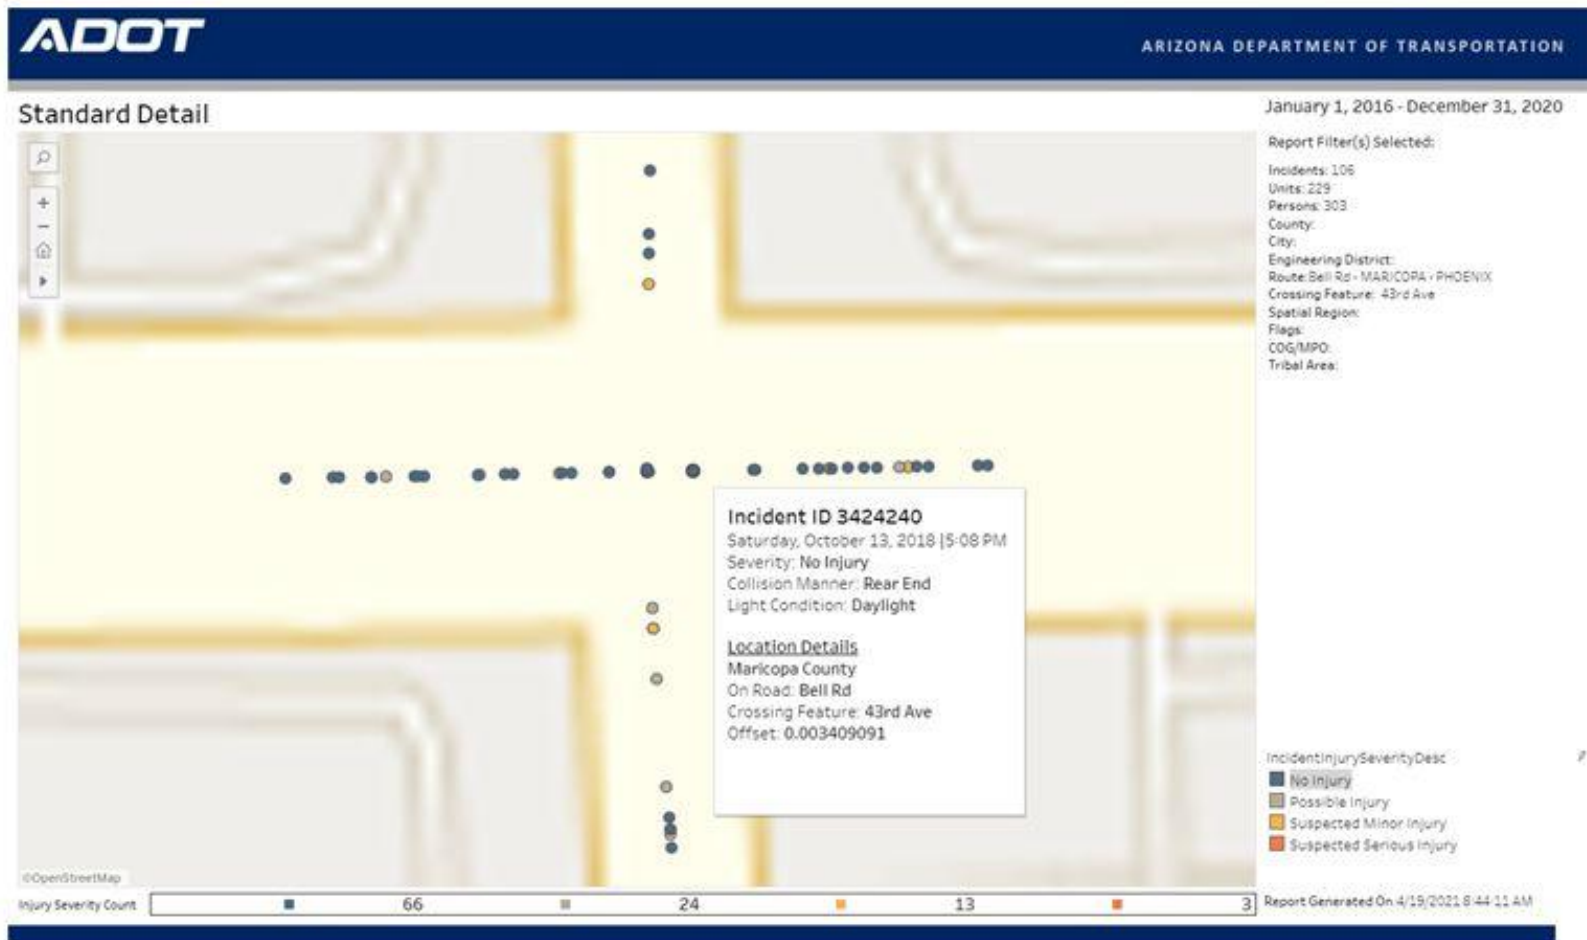 ADOT
ARIZONA DEPARTMENT OF TRANSPORTATION
Standard Detail
January 1, 2016 - December 31, 2020
Report Filter(s) Selected:
Incidents: 106
Units: 229
Persons: 303
County:
City:
Engineering District:
Route: Bell Rd - MARICOPA - PHOENIX
Crossing Feature: 43rd Ave
Spatial Region:
Flags:
COG/MPO:
Tribal Area:
Incident ID 3424240
Saturday, October 13, 2018 | 5:08 PM
Severity: No Injury
Collision Manner: Rear End
Light Condition: Daylight
Location Details
Maricopa County
On Road: Bell Rd
Crossing Feature: 43rd Ave
Offset: 0.003409091
IncidentInjurySeverityDesc
No Injury
Possible Injury
Suspected Minor Injury
Suspected Serious Injury
©OpenStreetMap
Injury Severity Count 66 24 13 3
Report Generated On 4/19/2021 8:44:11 AM